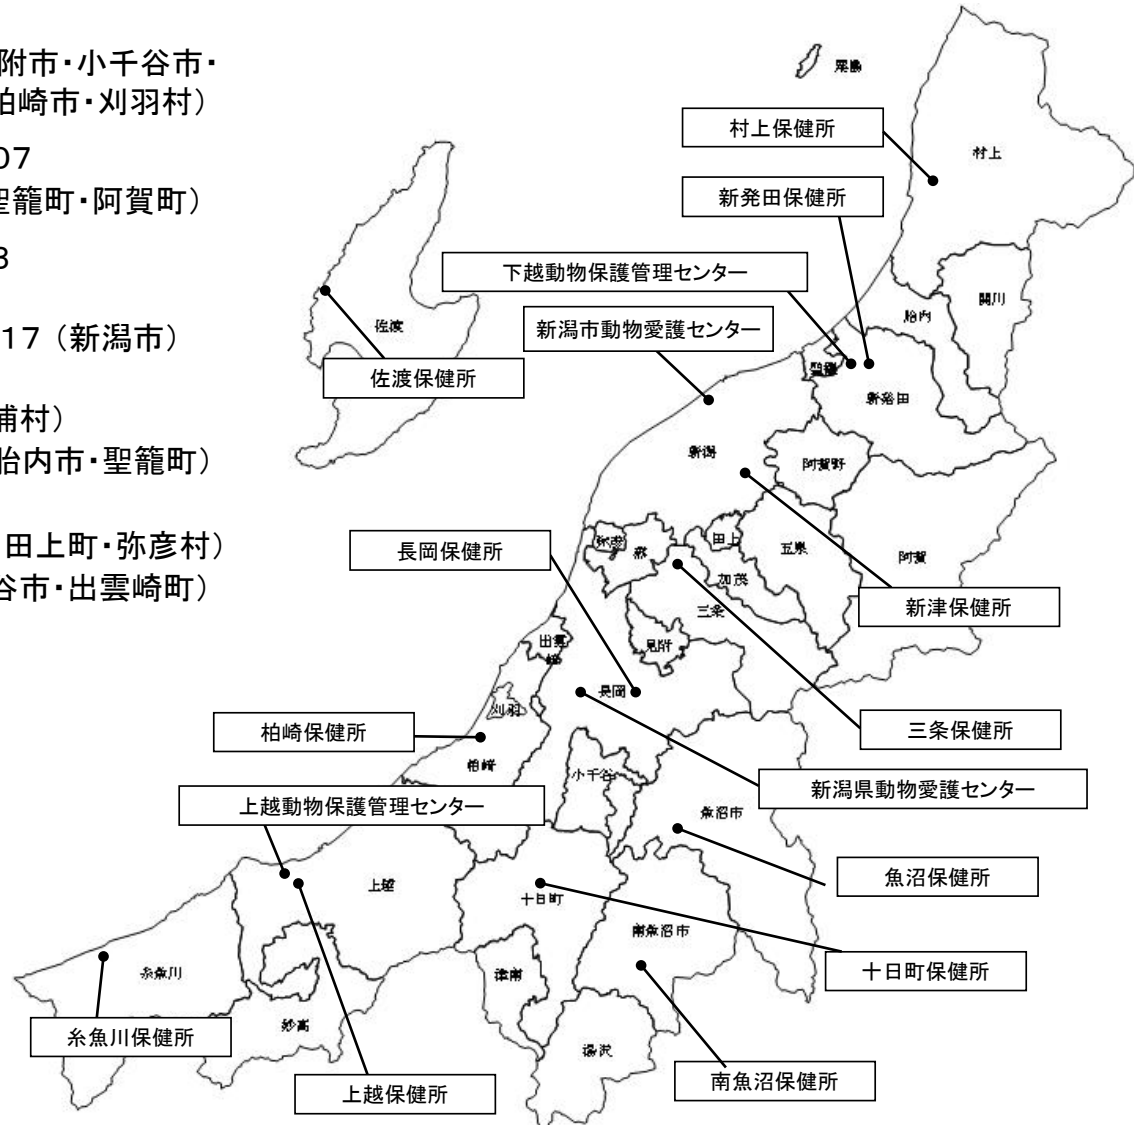 附市・小千谷市・
柏崎市・刈羽村）
07
聖籠町・阿賀町）
3
17（新潟市）
浦村）
胎内市・聖籠町）
田上町・弥彦村）
谷市・出雲崎町）
粟島
村上保健所
村上
新発田保健所
下越動物保護管理センター
関川
胎内
新潟市動物愛護センター
佐渡
聖籠
佐渡保健所
新発田
新潟
阿賀野
弥彦
燕
田上
五泉
阿賀
長岡保健所
加茂
新津保健所
三条
出雲崎
見附
長岡
刈羽
三条保健所
柏崎保健所
柏崎
小千谷
新潟県動物愛護センター
上越動物保護管理センター
魚沼市
魚沼保健所
上越
十日町
南魚沼市
十日町保健所
糸魚川
津南
糸魚川保健所
妙高
湯沢
南魚沼保健所
上越保健所